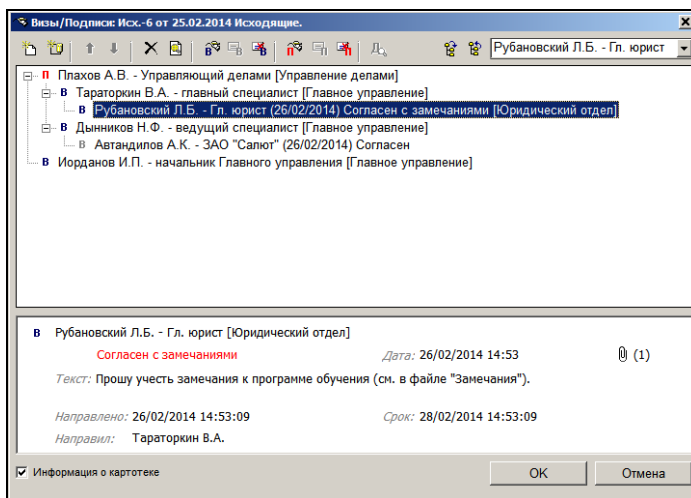 Визы/Подписи: Исх.-6 от 25.02.2014 Исходящие.
Рубановский Л.Б. - Гл. юрист
П Плахов А.В. - Управляющий делами [Управление делами]
В Тараторкин В.А. - главный специалист [Главное управление]
В Рубановский Л.Б. - Гл. юрист (26/02/2014) Согласен с замечаниями [Юридический отдел]
В Дынников Н.Ф. - ведущий специалист [Главное управление]
В Автандилов А.К. - ЗАО "Салют" (26/02/2014) Согласен
В Иорданов И.П. - начальник Главного управления [Главное управление]
В Рубановский Л.Б. - Гл. юрист [Юридический отдел]
Согласен с замечаниями Дата: 26/02/2014 14:53 (1)
Текст: Прошу учесть замечания к программе обучения (см. в файле "Замечания").
Направлено: 26/02/2014 14:53:09 Срок: 28/02/2014 14:53:09
Направил: Тараторкин В.А.
Информация о картотеке OK Отмена